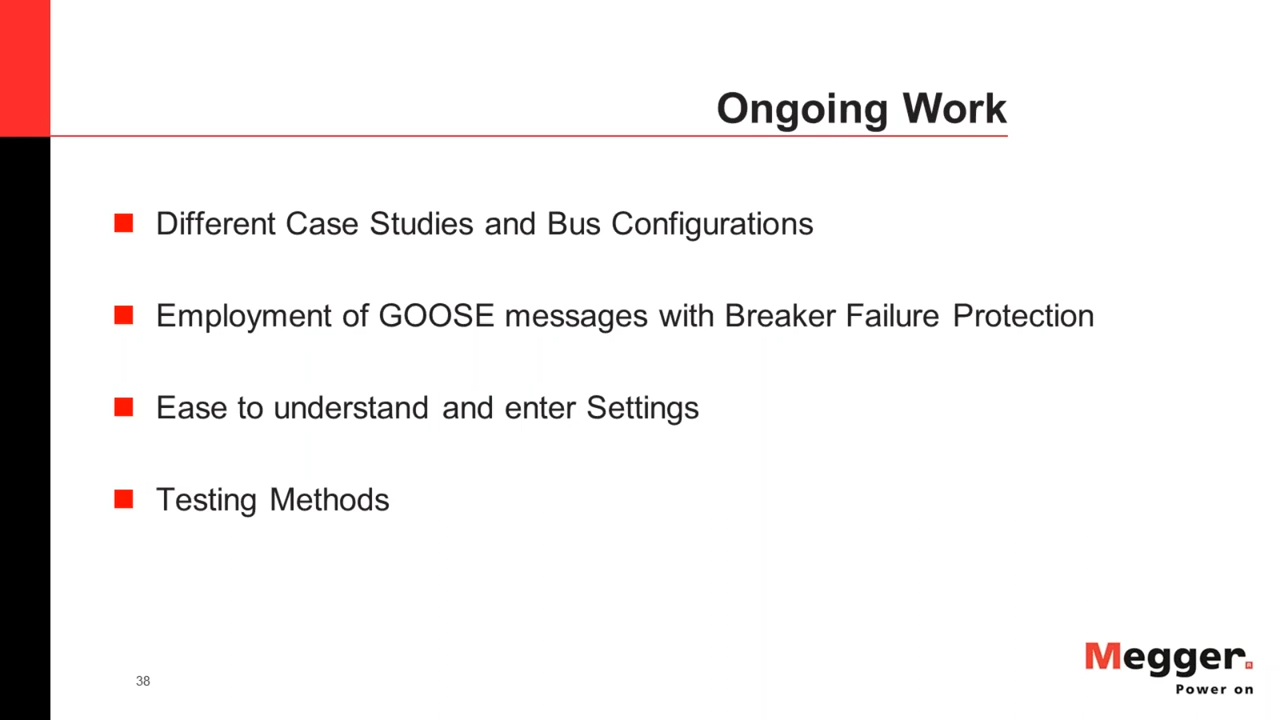 Ongoing Work
Different Case Studies and Bus Configurations
Employment of GOOSE messages with Breaker Failure Protection
Ease to understand and enter Settings
Testing Methods
Megger
Power on
38